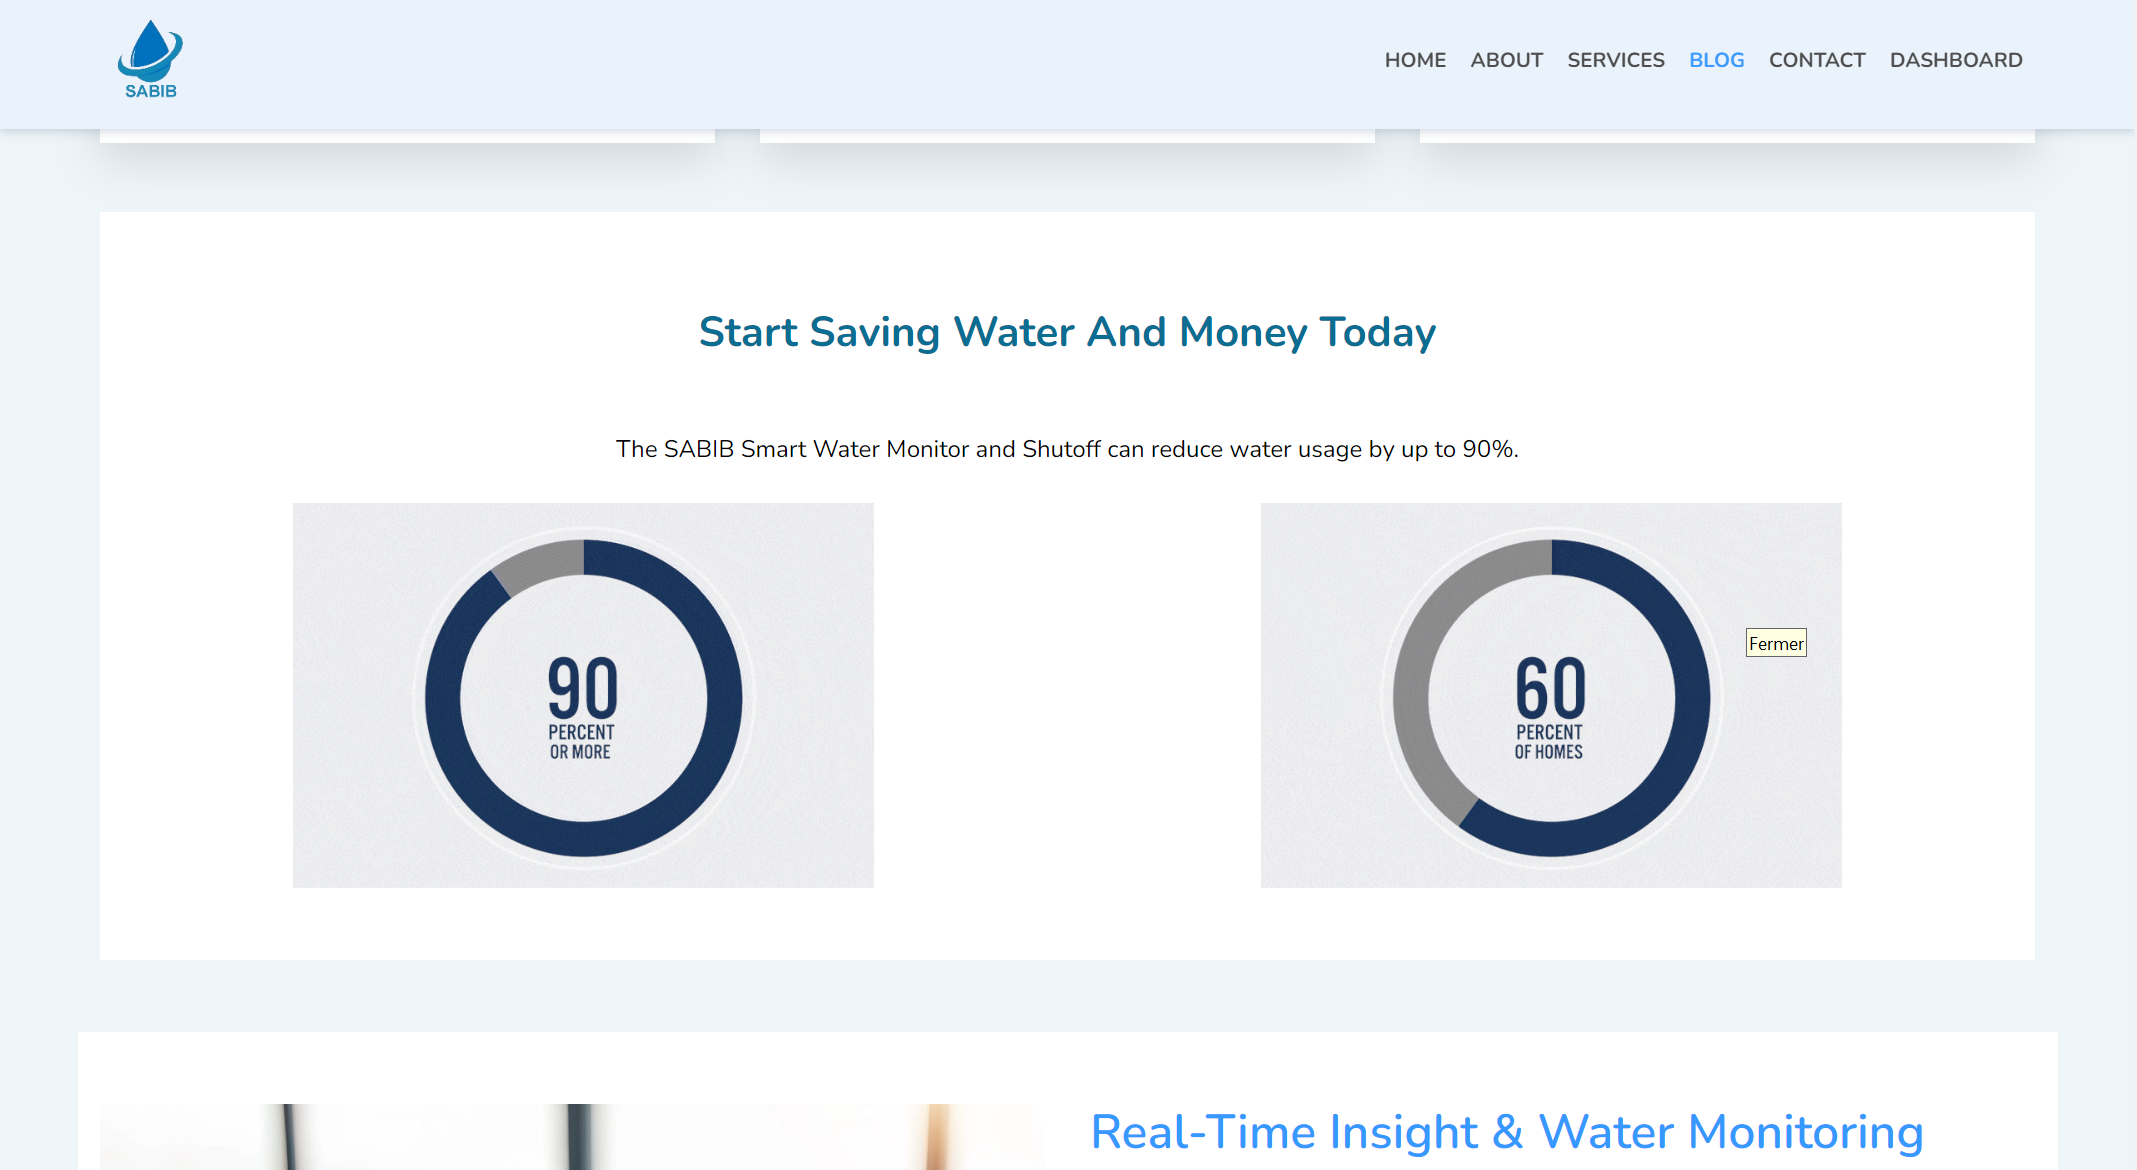 SABIB
HOME ABOUT SERVICES BLOG CONTACT DASHBOARD
Start Saving Water And Money Today
The SABIB Smart Water Monitor and Shutoff can reduce water usage by up to 90%.
90
PERCENT
OR MORE
60
PERCENT
OF HOMES
Fermer
Real-Time Insight & Water Monitoring